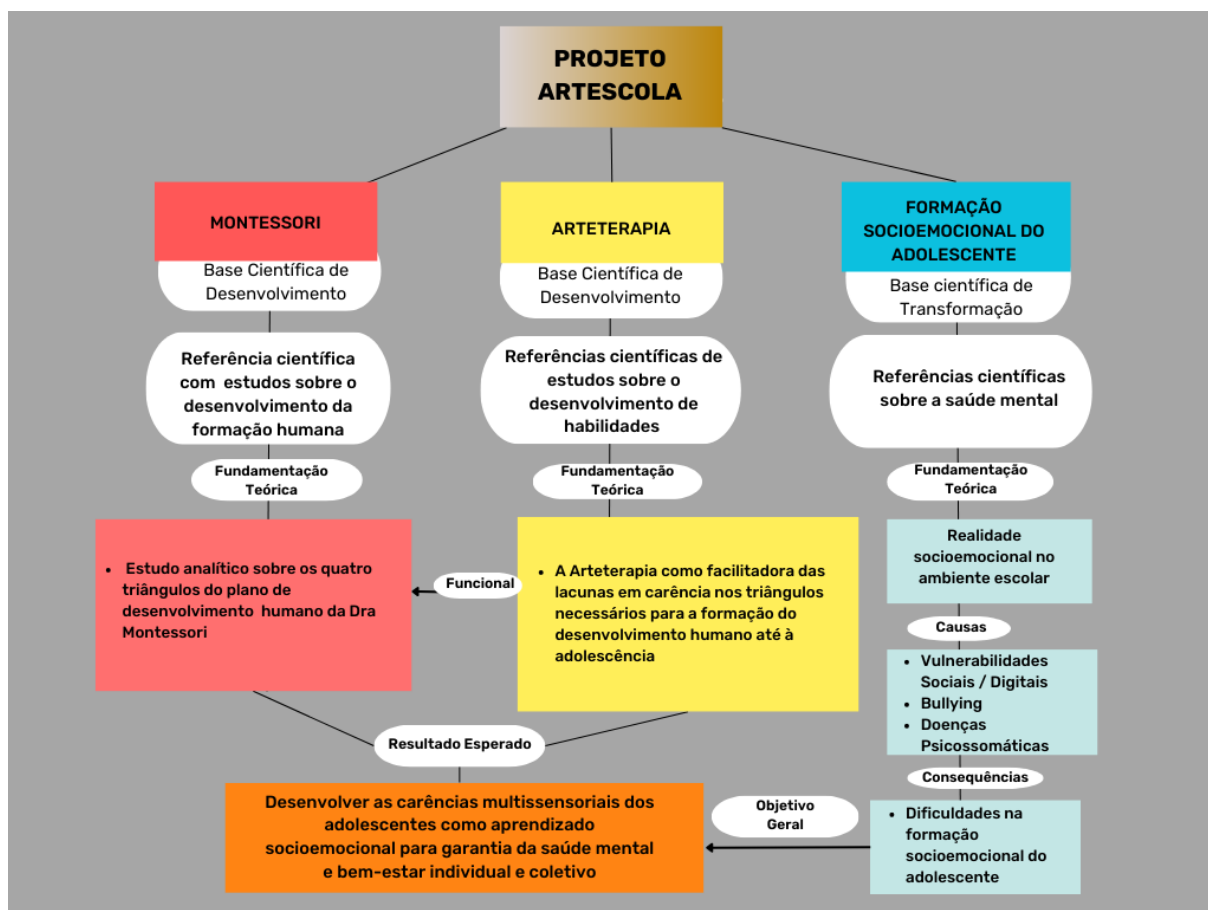 PROJETO
ARTESCOLA
MONTESSORI
Base Científica de
Desenvolvimento
Referência científica
com estudos sobre o
desenvolvimento da
formação humana
Fundamentação
Teórica
• Estudo analítico sobre os quatro
triângulos do plano de
desenvolvimento humano da Dra
Montessori
Funcional
ARTETERAPIA
Base Científica de
Desenvolvimento
Referências científicas de
estudos sobre o
desenvolvimento de
habilidades
Fundamentação
Teórica
• A Arteterapia como facilitadora das
lacunas em carência nos triângulos
necessários para a formação do
desenvolvimento humano até à
adolescência
FORMAÇÃO
SOCIOEMOCIONAL DO
ADOLESCENTE
Base científica de
Transformação
Referências científicas
sobre a saúde mental
Fundamentação
Teórica
Realidade
socioemocional no
ambiente escolar
Causas
• Vulnerabilidades
Sociais / Digitais
• Bullying
• Doenças
Psicossomáticas
Consequências
• Dificuldades na
formação
socioemocional do
adolescente
Objetivo
Geral
Resultado Esperado
Desenvolver as carências multissensoriais dos
adolescentes como aprendizado
socioemocional para garantia da saúde mental
e bem-estar individual e coletivo